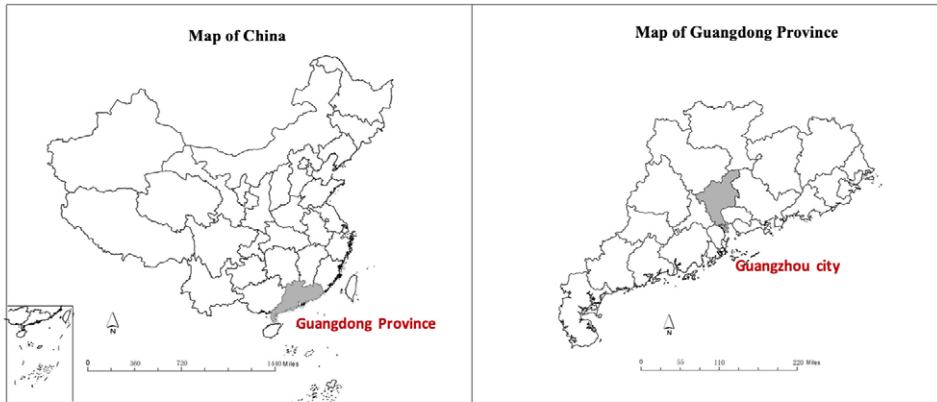 Map of China
Guangdong Province
N
0 360 720 1440 Miles
Map of Guangdong Province
Guangzhou city
N
0 55 110 220 Miles